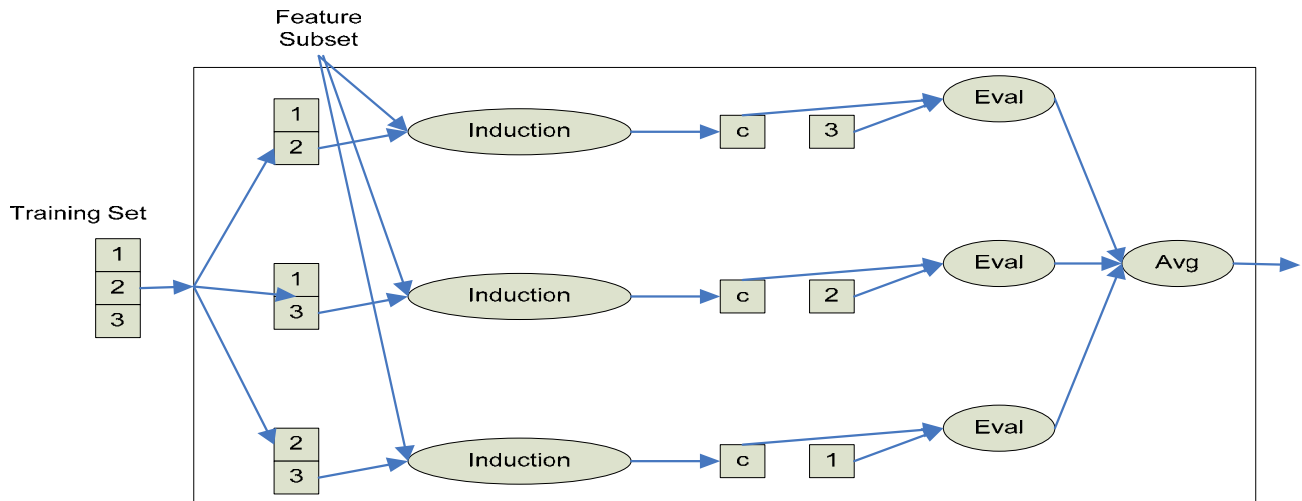 Feature
Subset
1
2
Induction
c
3
Eval
Training Set
1
2
3
1
3
Induction
c
2
Eval
Avg
2
3
Induction
c
1
Eval